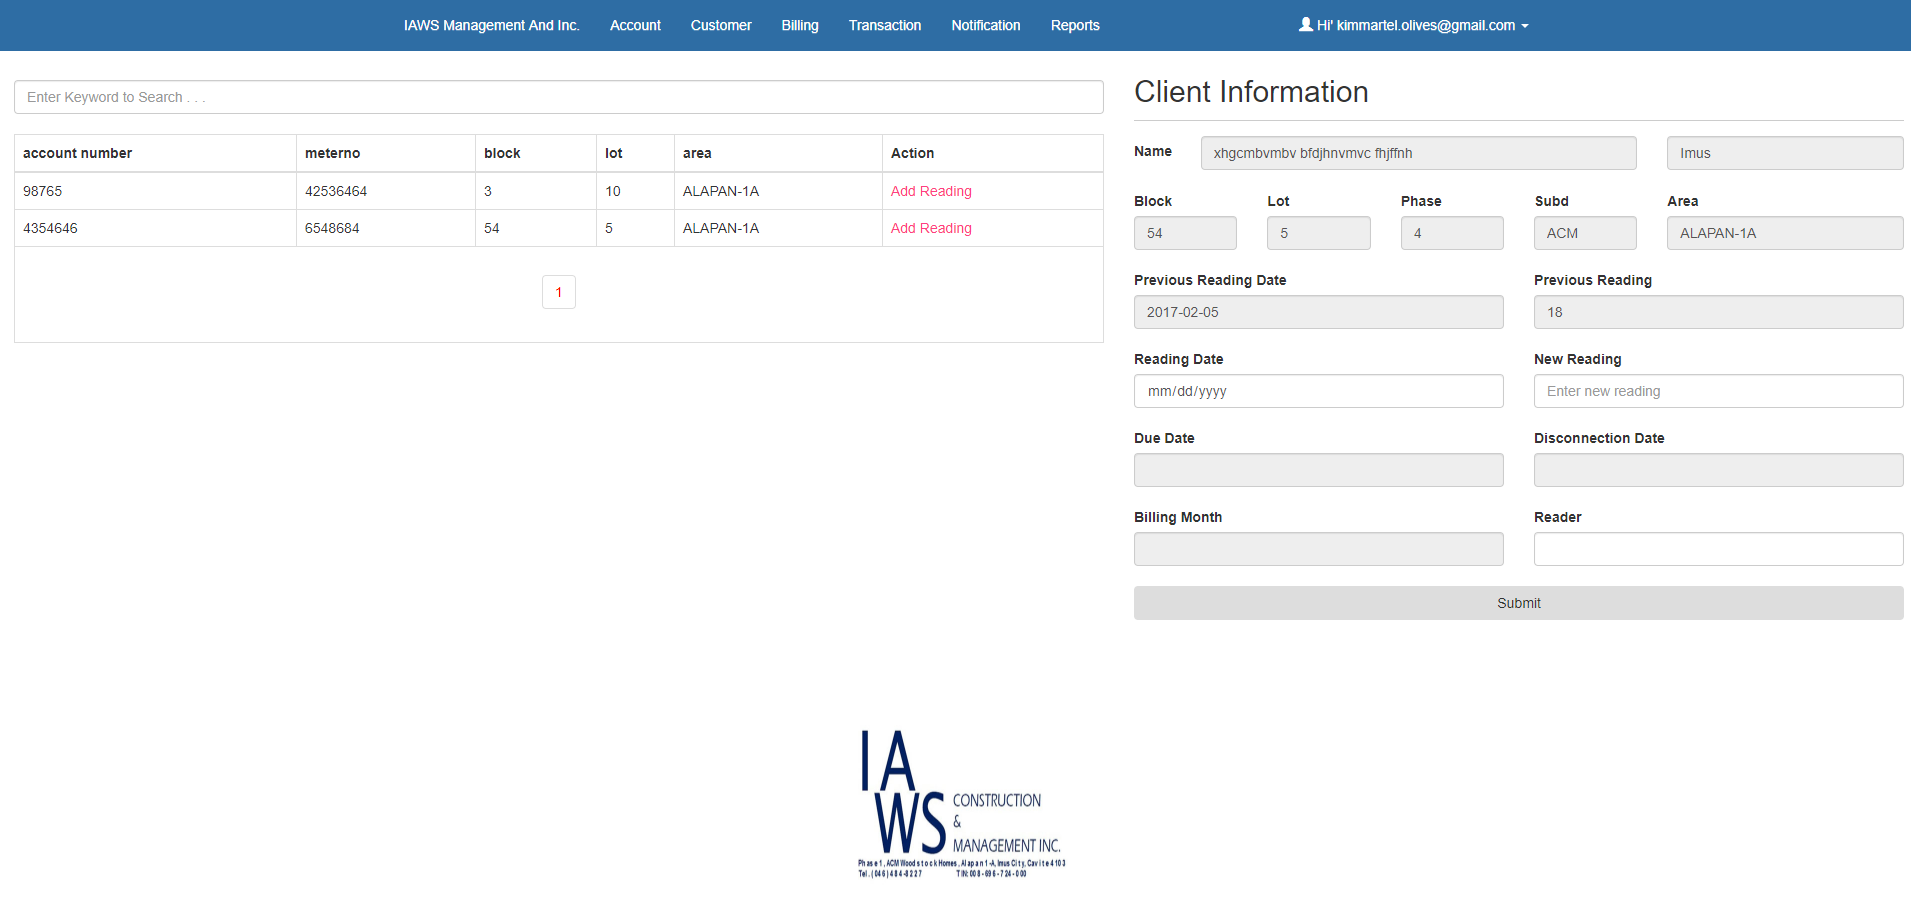 IAWS Management And Inc. Account Customer Billing Transaction Notification Reports Hi' kimmartel.olives@gmail.com
Enter Keyword to Search . . .
account number meterno block lot area Action
98765 42536464 3 10 ALAPAN-1A Add Reading
4354646 6548684 54 5 ALAPAN-1A Add Reading
1
Client Information
Name xhgcmbvmbv bfdjhnvmvc fhjffnh Imus
Block Lot Phase Subd Area
54 5 4 ACM ALAPAN-1A
Previous Reading Date Previous Reading
2017-02-05 18
Reading Date New Reading
mm/dd/yyyy Enter new reading
Due Date Disconnection Date
Billing Month Reader
Submit
IA
WS CONSTRUCTION
&
MANAGEMENT INC.
Phase 1, ACM Woodstock Homes, Alapan 1-A, Imus City, Cavite 4103
Tel. (046) 484-8227 TIN: 008-696-724-000